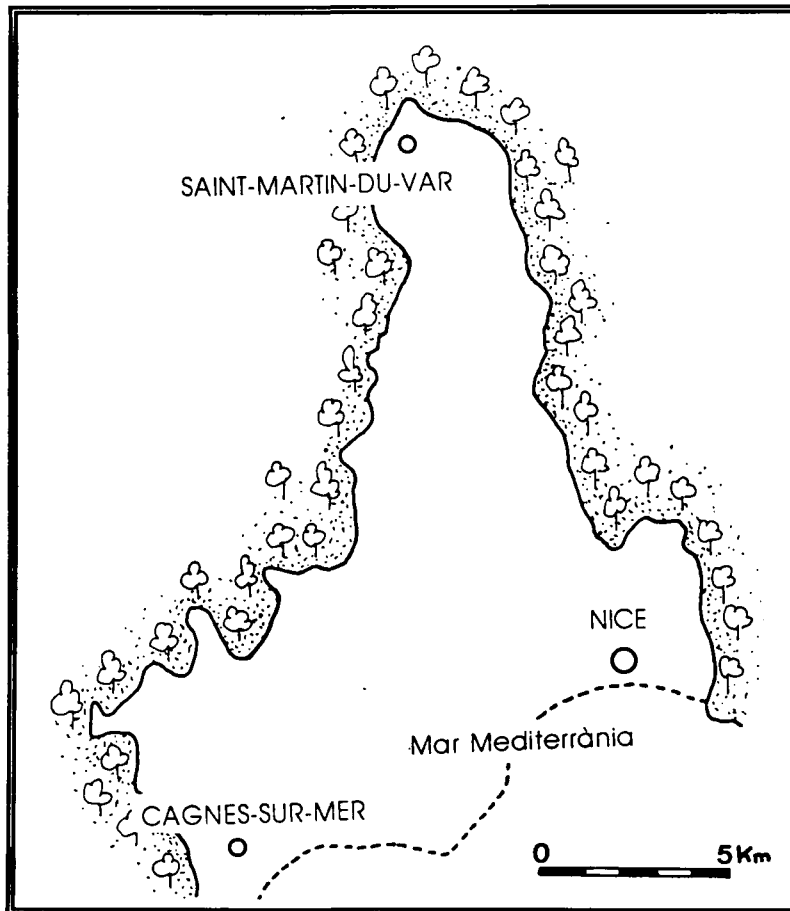 SAINT-MARTIN-DU-VAR
NICE
Mar Mediterrània
CAGNES-SUR-MER
0 5Km